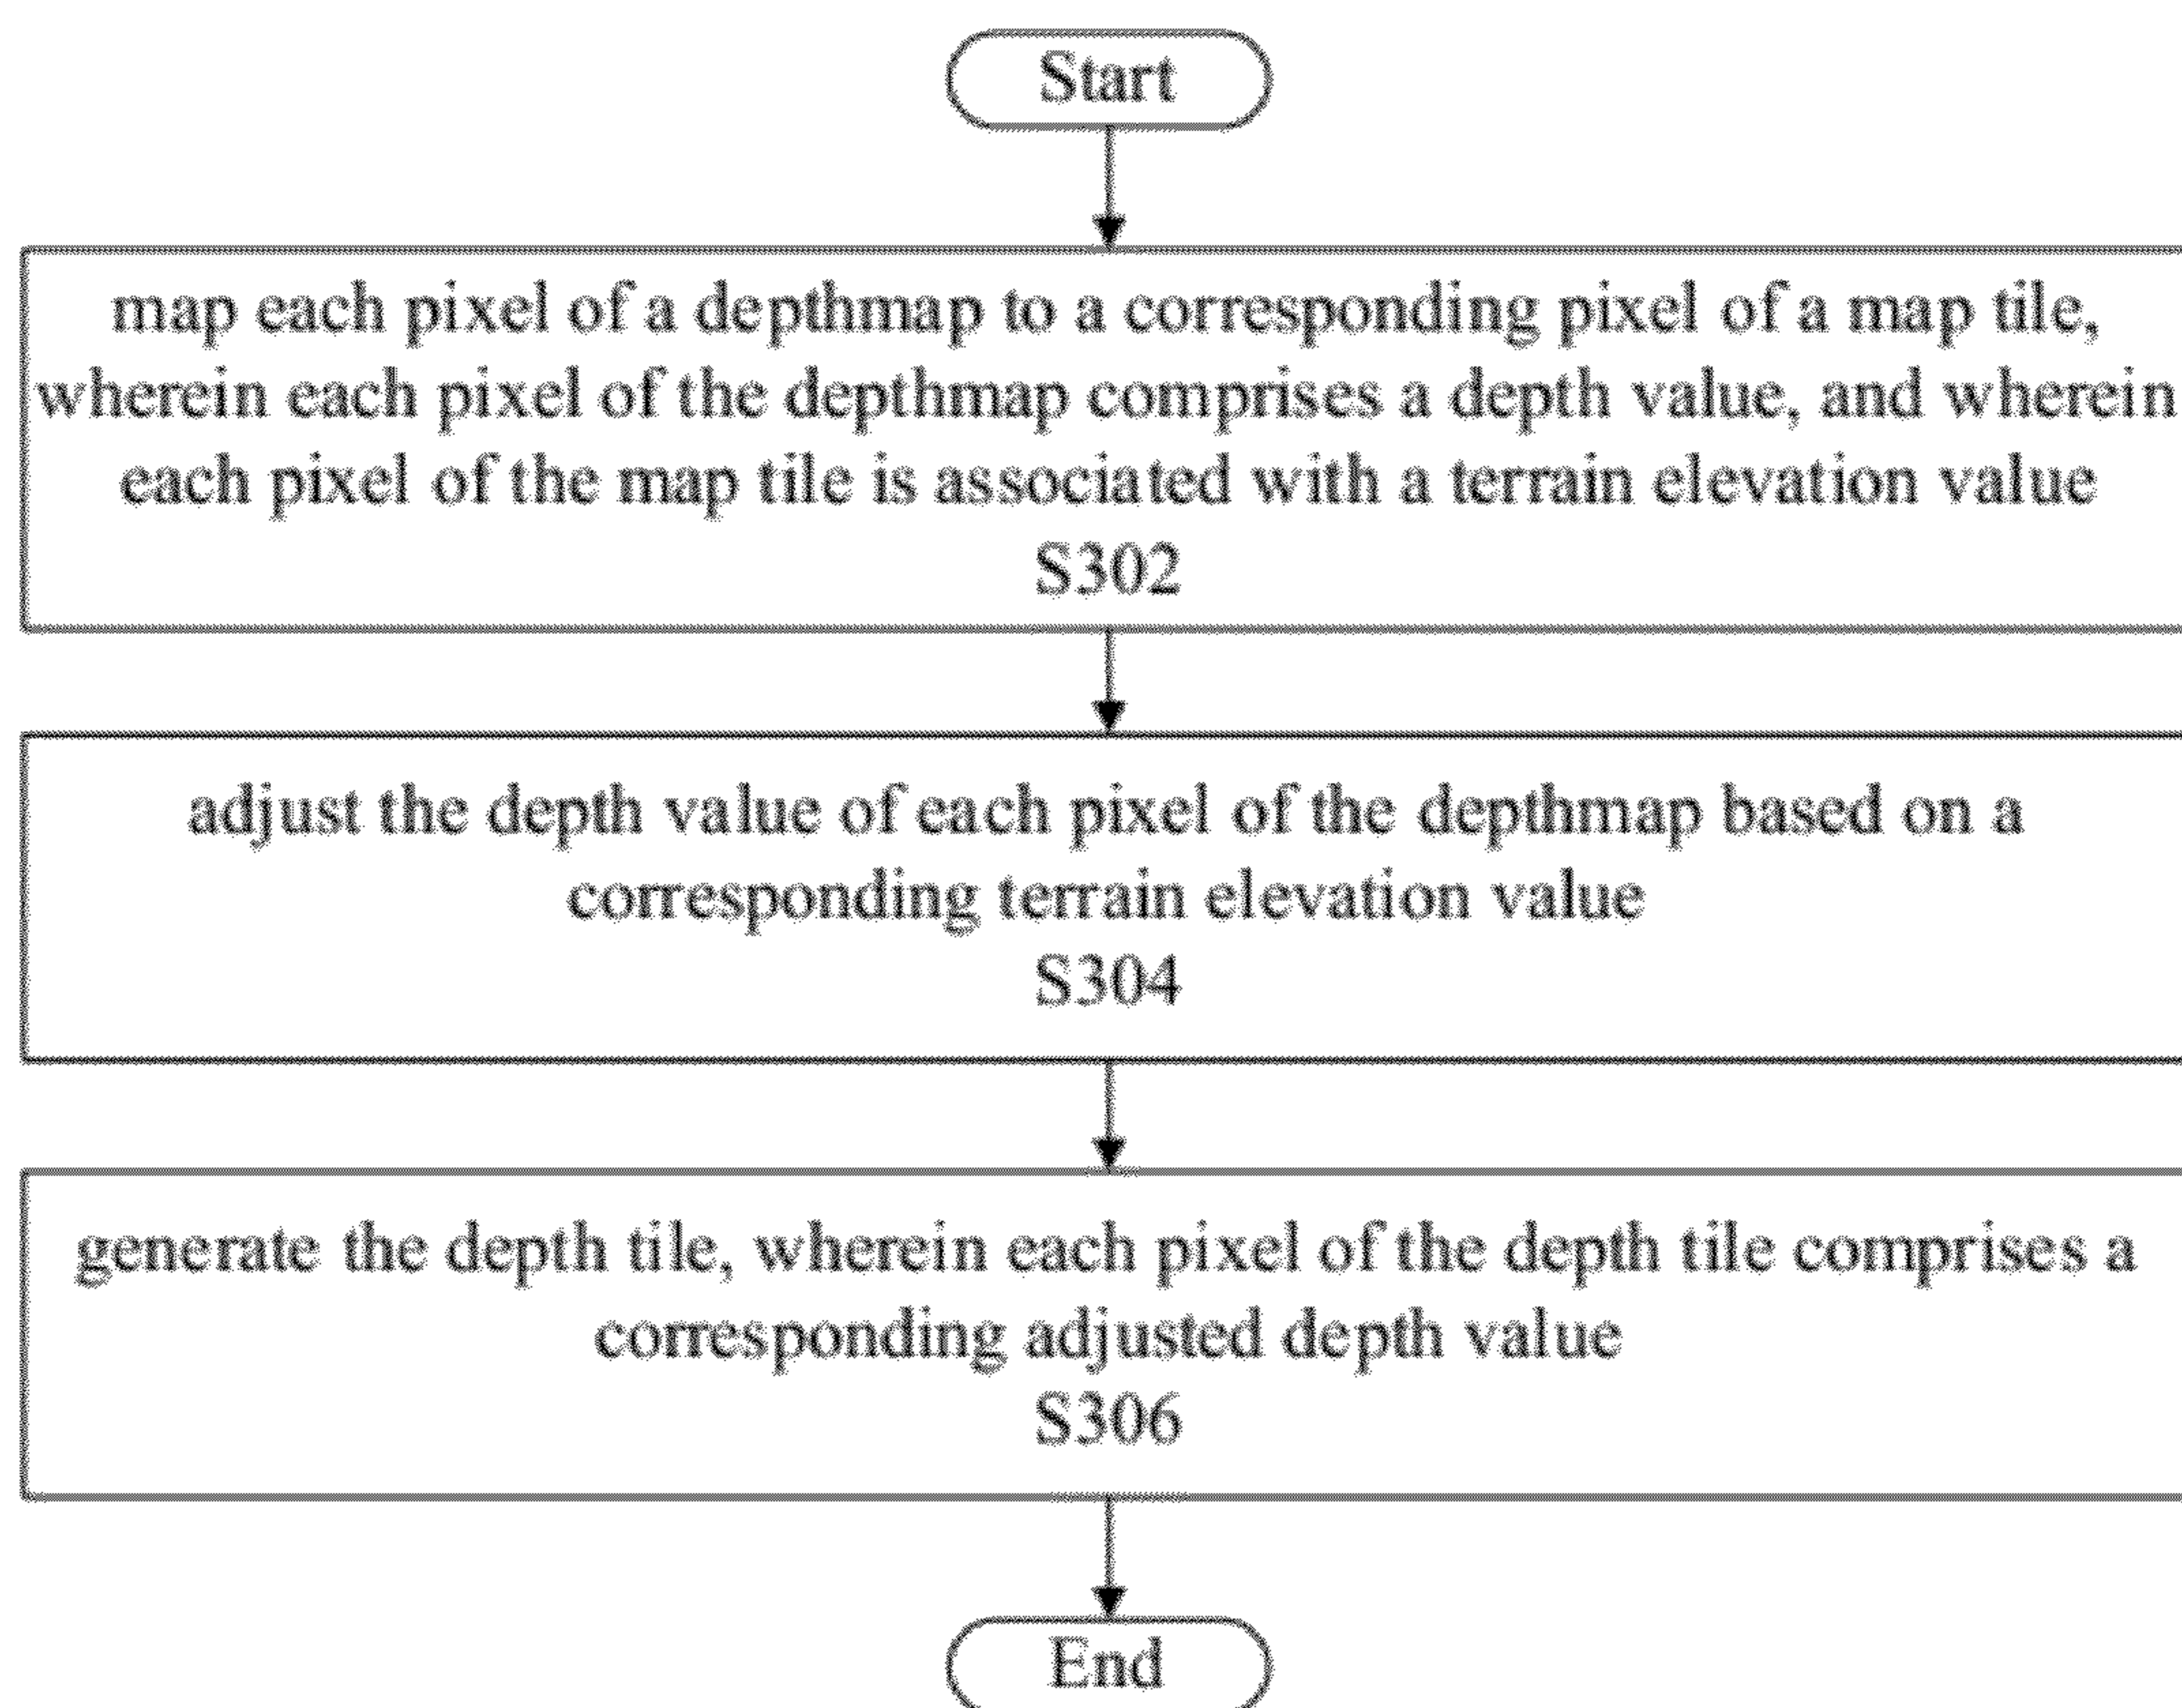 Start
map each pixel of a depthmap to a corresponding pixel of a map tile,
wherein each pixel of the depthmap comprises a depth value, and wherein
each pixel of the map tile is associated with a terrain elevation value
S302
adjust the depth value of each pixel of the depthmap based on a
corresponding terrain elevation value
S304
generate the depth tile, wherein each pixel of the depth tile comprises a
corresponding adjusted depth value
S306
End